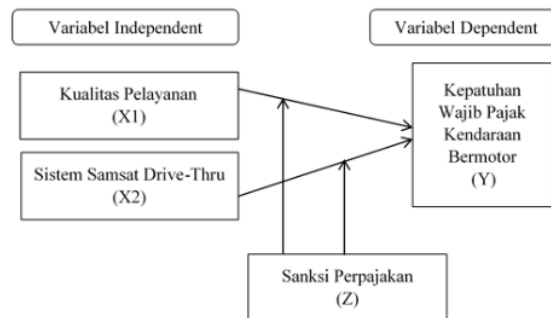 Variabel Independent
Variabel Dependent
Kualitas Pelayanan
(X1)
Sistem Samsat Drive-Thru
(X2)
Kepatuhan
Wajib Pajak
Kendaraan
Bermotor
(Y)
Sanksi Perpajakan
(Z)